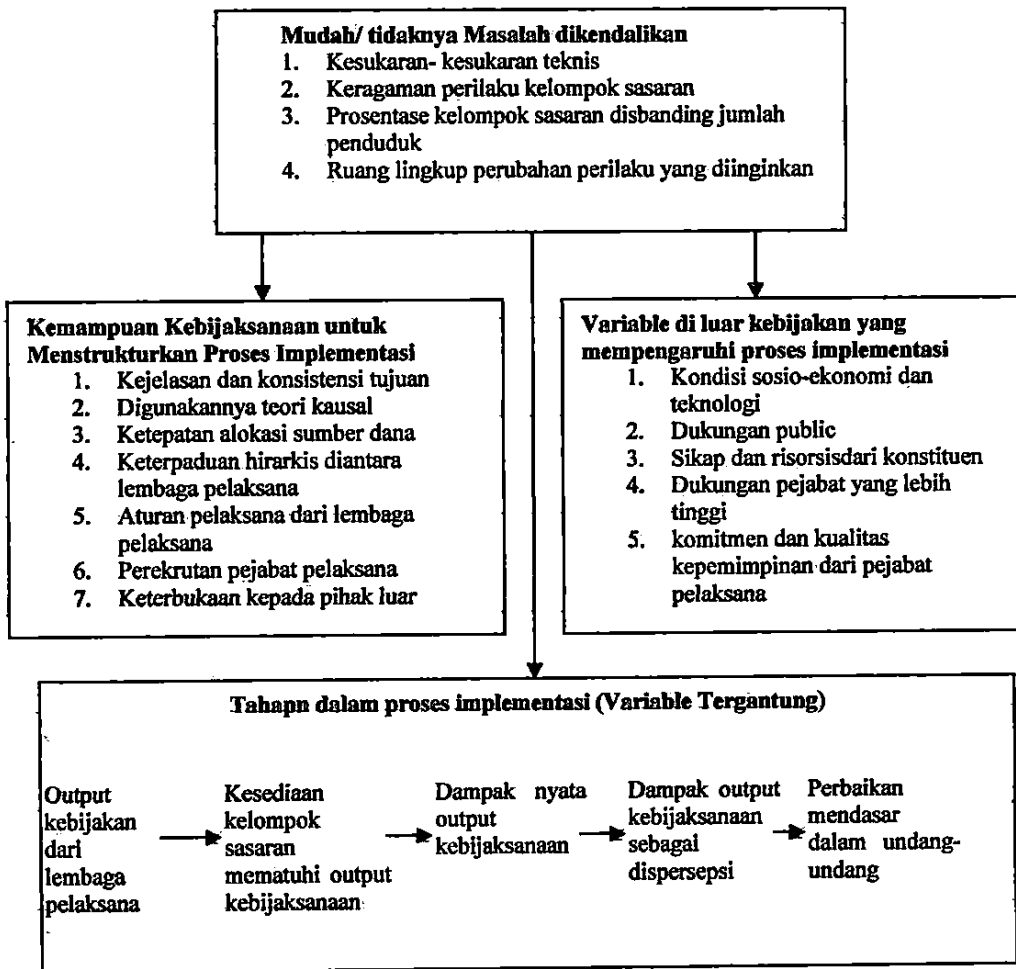 Mudah/ tidaknya Masalah dikendalikan
1. Kesukaran- kesukaran teknis
2. Keragaman perilaku kelompok sasaran
3. Prosentase kelompok sasaran disbanding jumlah
penduduk
4. Ruang lingkup perubahan perilaku yang diinginkan
Kemampuan Kebijaksanaan untuk
Menstrukturkan Proses Implementasi
1. Kejelasan dan konsistensi tujuan
2. Digunakannya teori kausal
3. Ketepatan alokasi sumber dana
4. Keterpaduan hirarkis diantara
lembaga pelaksana
5. Aturan pelaksana dari lembaga
pelaksana
6. Perekrutan pejabat pelaksana
7. Keterbukaan kepada pihak luar
Variable di luar kebijakan yang
mempengaruhi proses implementasi
1. Kondisi sosio-ekonomi dan
teknologi
2. Dukungan public
3. Sikap dan risorsisdari konstituen
4. Dukungan pejabat yang lebih
tinggi
5. komitmen dan kualitas
kepemimpinan dari pejabat
pelaksana
Tahapn dalam proses implementasi (Variable Tergantung)
Output
kebijakan
dari
lembaga
pelaksana
Kesediaan
kelompok
sasaran
mematuhi output
kebijaksanaan
Dampak nyata
output
kebijaksanaan
Dampak output
kebijaksanaan
sebagai
dispersepsi
Perbaikan
mendasar
dalam undang-
undang